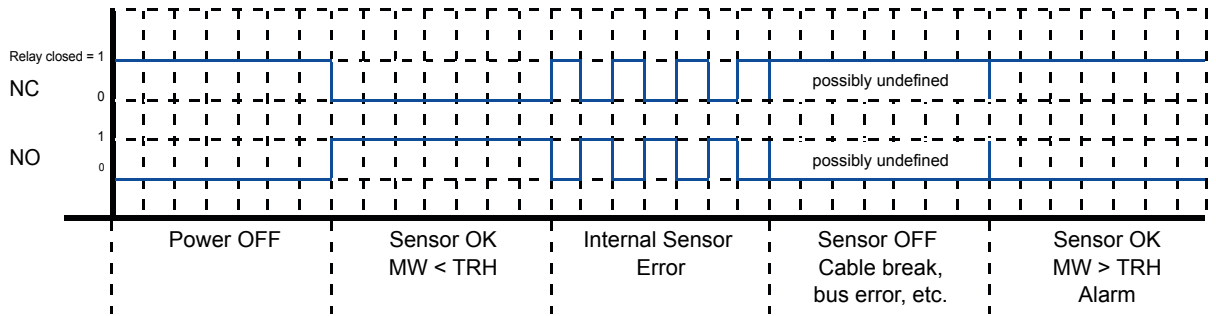 Relay closed = 1
NC
0
possibly undefined
1
NO
0
possibly undefined
Power OFF
Sensor OK
MW < TRH
Internal Sensor
Error
Sensor OFF
Cable break,
bus error, etc.
Sensor OK
MW > TRH
Alarm